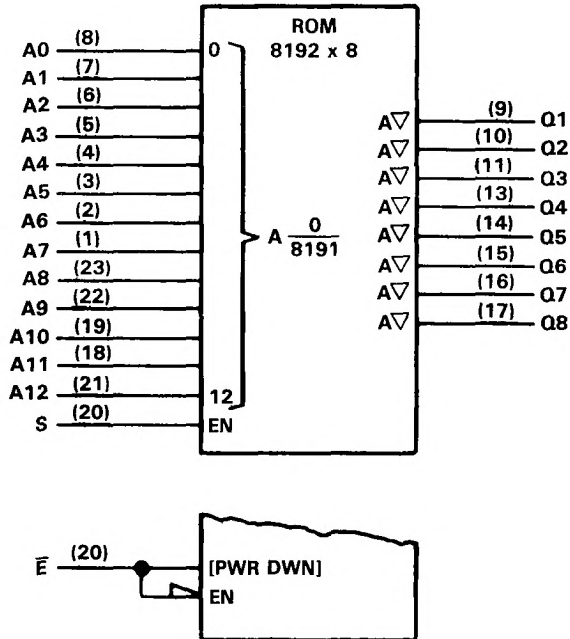 ROM
8192 x 8
A0 (8) 0
A1 (7)
A2 (6)
A3 (5)
A4 (4)
A5 (3)
A6 (2)
A7 (1)
A8 (23)
A9 (22)
A10 (19)
A11 (18)
A12 (21) 12
S (20) EN
A 0
8191
A▽ (9) Q1
A▽ (10) Q2
A▽ (11) Q3
A▽ (13) Q4
A▽ (14) Q5
A▽ (15) Q6
A▽ (16) Q7
A▽ (17) Q8
E̅ (20) [PWR DWN]
EN